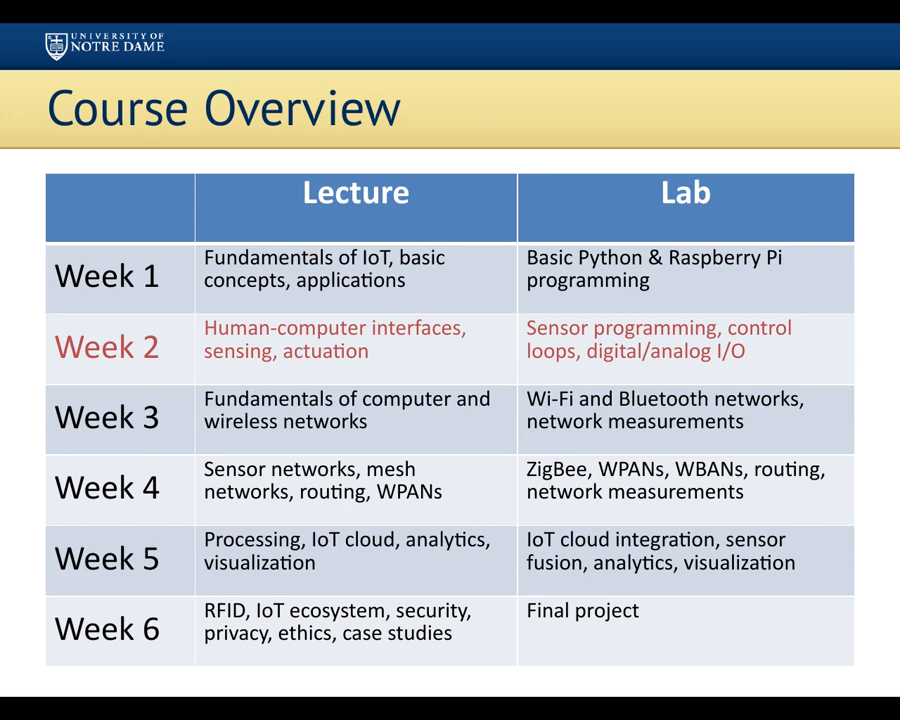 UNIVERSITY OF
NOTRE DAME
Course Overview
Lecture
Lab
Week 1
Fundamentals of IoT, basic
concepts, applications
Basic Python & Raspberry Pi
programming
Week 2
Human-computer interfaces,
sensing, actuation
Sensor programming, control
loops, digital/analog I/O
Week 3
Fundamentals of computer and
wireless networks
Wi-Fi and Bluetooth networks,
network measurements
Week 4
Sensor networks, mesh
networks, routing, WPANs
ZigBee, WPANs, WBANs, routing,
network measurements
Week 5
Processing, IoT cloud, analytics,
visualization
IoT cloud integration, sensor
fusion, analytics, visualization
Week 6
RFID, IoT ecosystem, security,
privacy, ethics, case studies
Final project